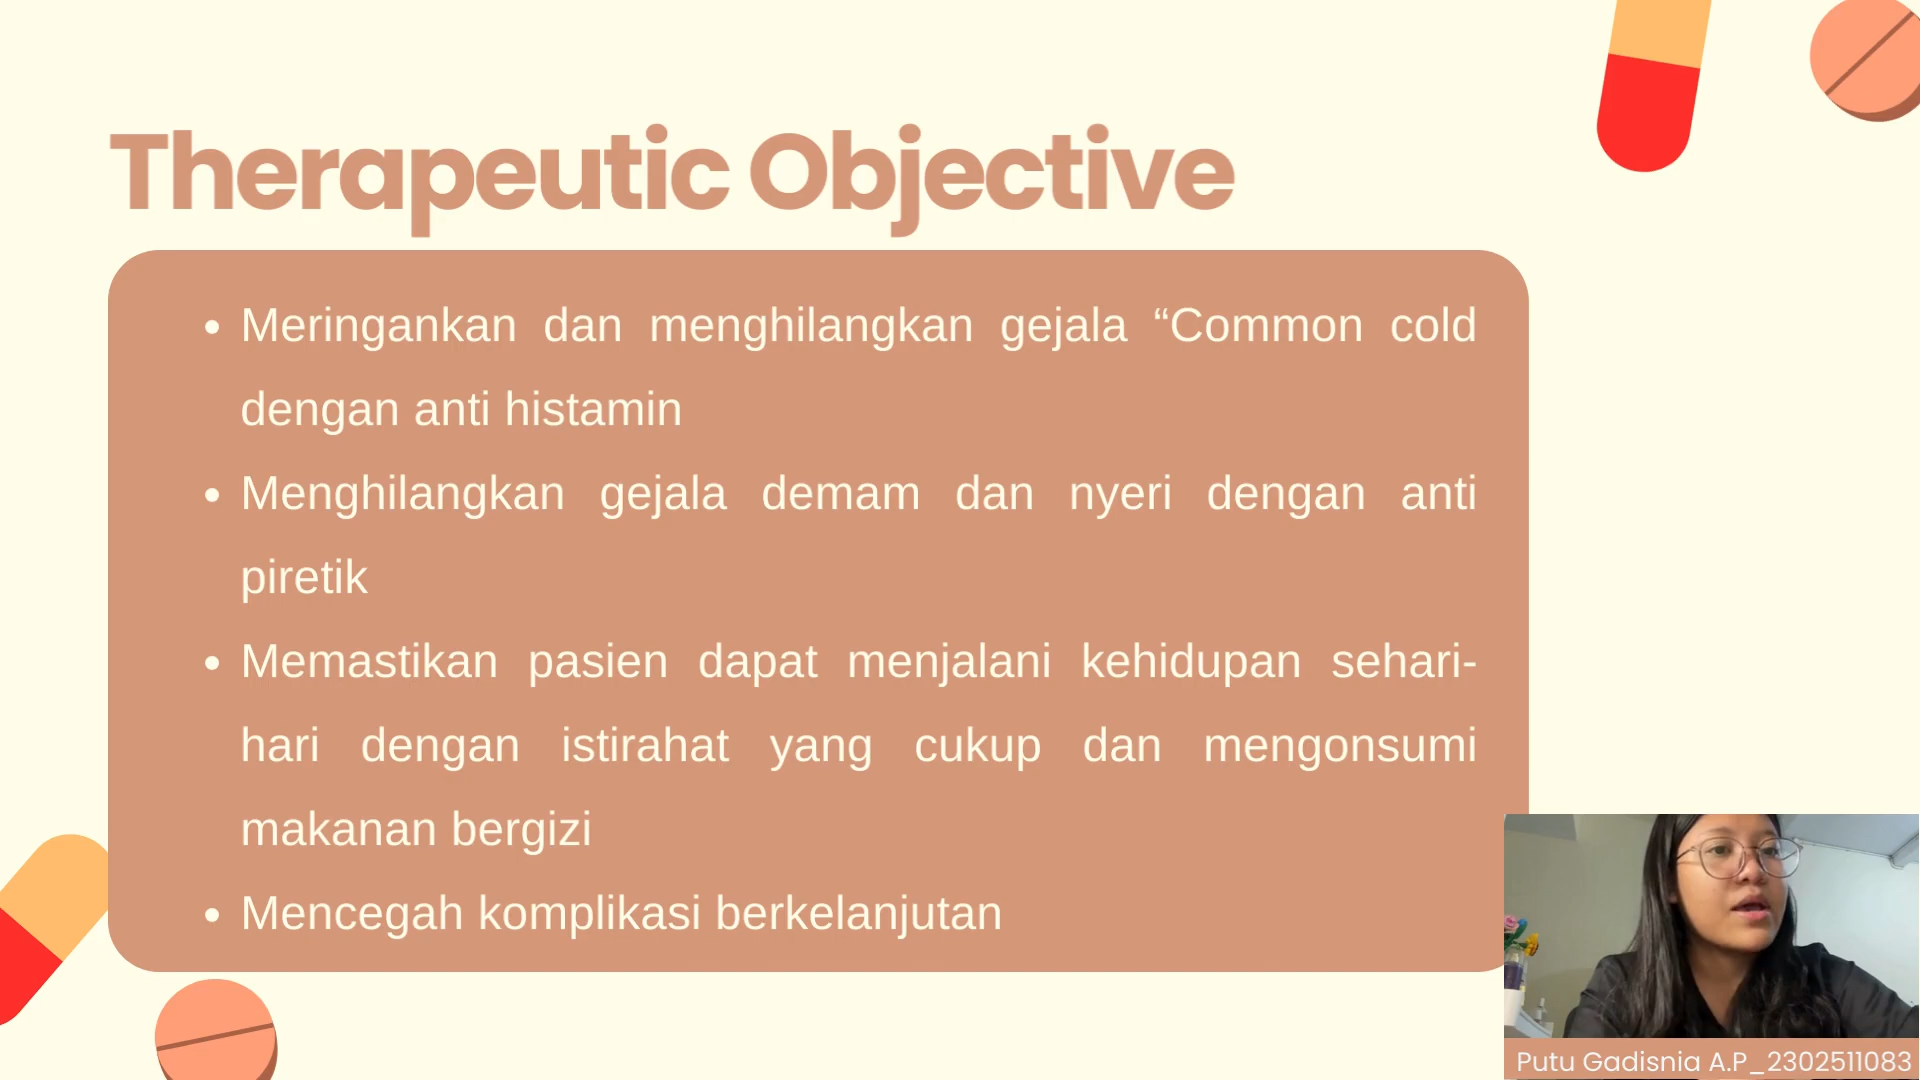 Therapeutic Objective
• Meringankan dan menghilangkan gejala “Common cold
dengan anti histamin
• Menghilangkan gejala demam dan nyeri dengan anti
piretik
• Memastikan pasien dapat menjalani kehidupan sehari-
hari dengan istirahat yang cukup dan mengonsumi
makanan bergizi
• Mencegah komplikasi berkelanjutan
Putu Gadisnia A.P_2302511083